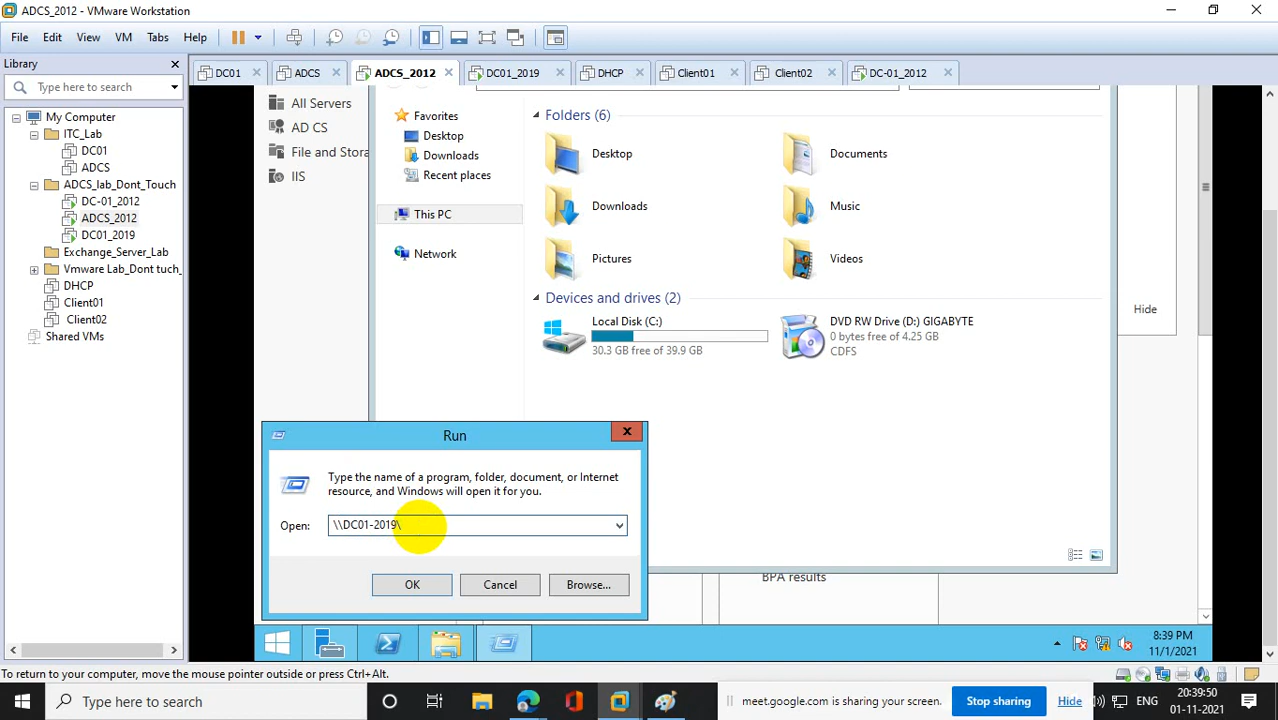 ADCS_2012 - VMware Workstation
File Edit View VM Tabs Help
Library
Type here to search
My Computer
ITC_Lab
DC01
ADCS
ADCS_lab_Dont_Touch
DC-01_2012
ADCS_2012
DC01_2019
Exchange_Server_Lab
Vmware Lab_Dont tuch_
DHCP
Client01
Client02
Shared VMs
DC01 ADCS ADCS_2012 DC01_2019 DHCP Client01 Client02 DC-01_2012
All Servers
AD CS
File and Stora
IIS
Favorites
Desktop
Downloads
Recent places
This PC
Network
Folders (6)
Desktop Documents
Downloads Music
Pictures Videos
Devices and drives (2)
Local Disk (C:)
30.3 GB free of 39.9 GB
DVD RW Drive (D:) GIGABYTE
0 bytes free of 4.25 GB
CDFS
Hide
BPA results
Run
Type the name of a program, folder, document, or Internet
resource, and Windows will open it for you.
Open: \\DC01-2019\
OK Cancel Browse...
8:39 PM
11/1/2021
To return to your computer, move the mouse pointer outside or press Ctrl+Alt.
Type here to search
meet.google.com is sharing your screen. Stop sharing Hide
ENG
20:39:50
01-11-2021